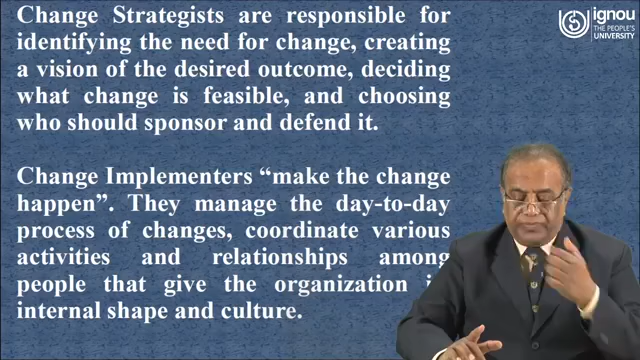 Change Strategists are responsible for
identifying the need for change, creating
a vision of the desired outcome, deciding
what change is feasible, and choosing
who should sponsor and defend it.
Change Implementers “make the change
happen”. They manage the day-to-day
process of changes, coordinate various
activities and relationships among
people that give the organization
internal shape and culture.
ignou
THE PEOPLE'S
UNIVERSITY